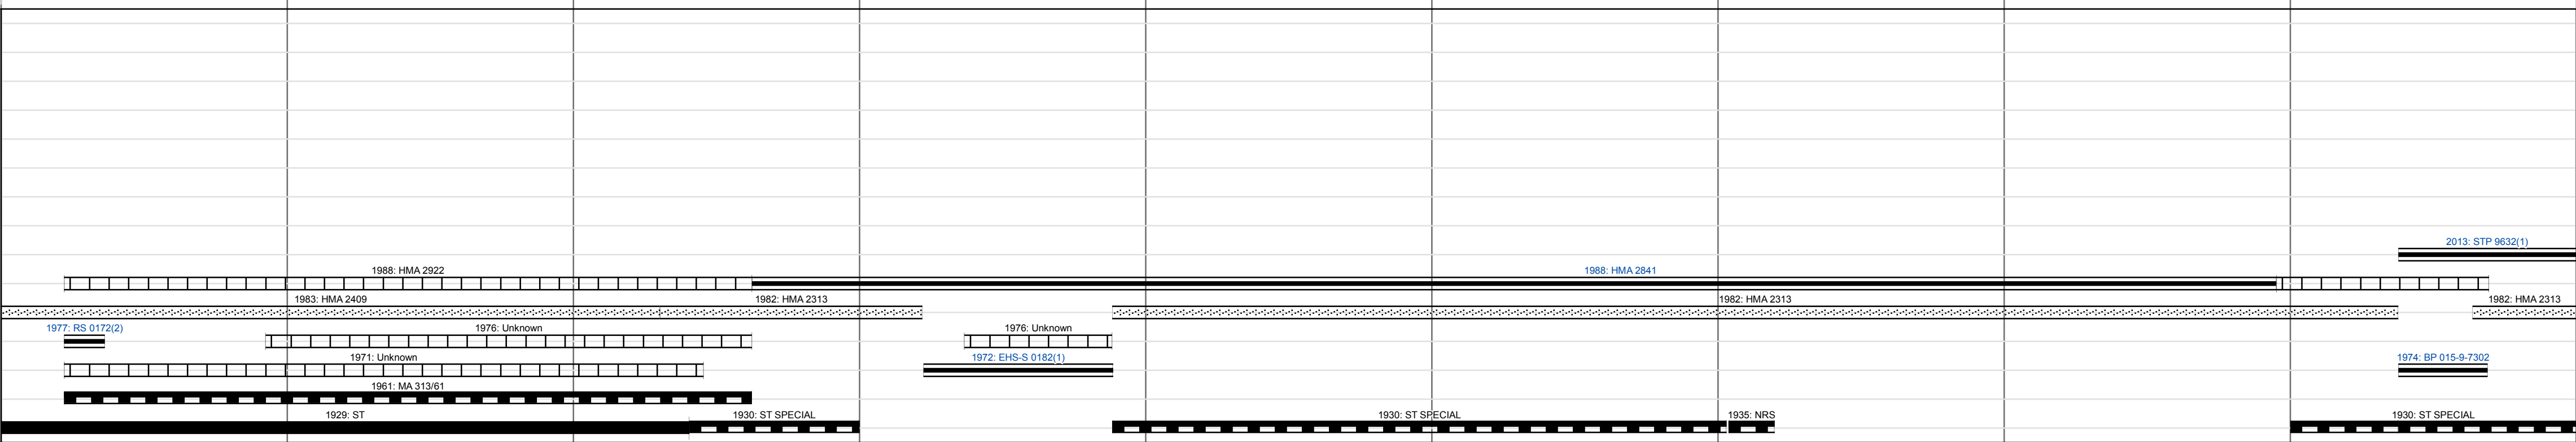 2013: STP 9632(1)
1988: HMA 2922
1988: HMA 2841
1983: HMA 2409
1982: HMA 2313
1982: HMA 2313
1982: HMA 2313
1977: RS 0172(2)
1976: Unknown
1976: Unknown
1971: Unknown
1972: EHS-S 0182(1)
1974: BP 015-9-7302
1961: MA 313/61
1929: ST
1930: ST SPECIAL
1930: ST SPECIAL
1935: NRS
1930: ST SPECIAL